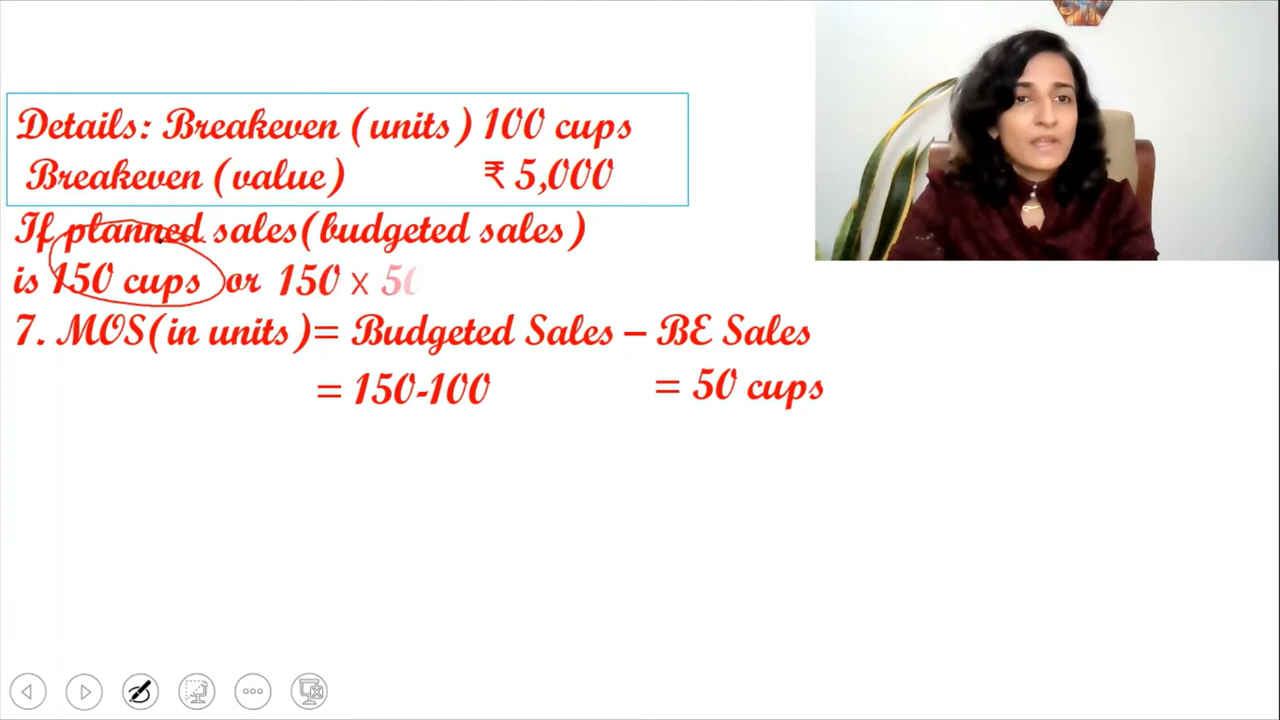 Details: Breakeven (units) 100 cups
Breakeven (value) ₹ 5,000
If planned sales(budgeted sales)
is 150 cups or 150 x 50
7. MOS(in units)= Budgeted Sales – BE Sales
= 150-100 = 50 cups